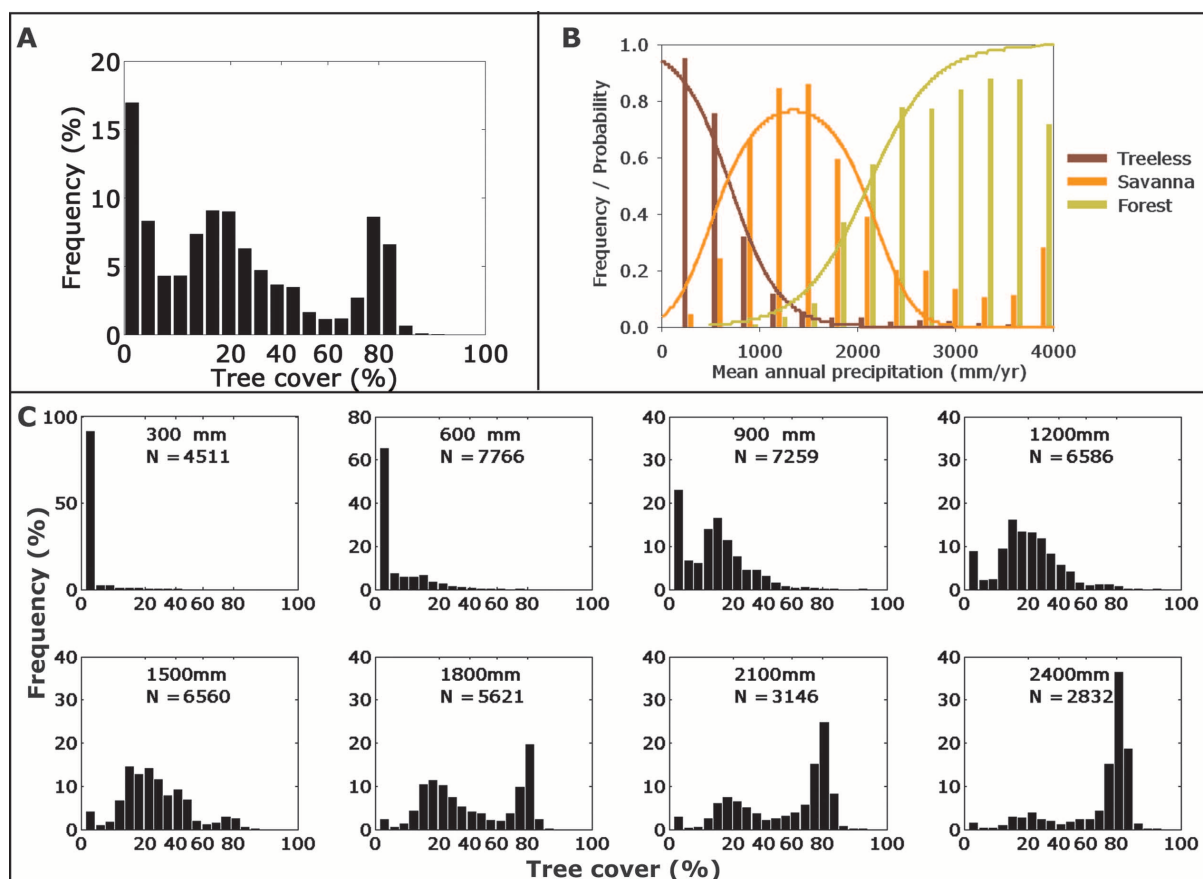 A
20
15
10
5
0
Frequency (%)
0 20 40 60 80 100
Tree cover (%)
B
1.0
0.8
0.6
0.4
0.2
0.0
Frequency / Probability
0 1000 2000 3000 4000
Mean annual precipitation (mm/yr)
Treeless
Savanna
Forest
C
Frequency (%)
100
50
0
300 mm
N = 4511
0 20 40 60 100
80
60
40
20
0
600 mm
N = 7766
0 20 40 60 100
40
30
20
10
0
900 mm
N = 7259
0 20 40 60 80 100
40
30
20
10
0
1200mm
N = 6586
0 20 40 60 80 100
40
30
20
10
0
1500mm
N = 6560
0 20 40 60 80 100
40
30
20
10
0
1800mm
N = 5621
0 20 40 60 80 100
40
30
20
10
0
2100mm
N = 3146
0 20 40 60 80 100
40
30
20
10
0
2400mm
N = 2832
0 20 40 60 80 100
Tree cover (%)